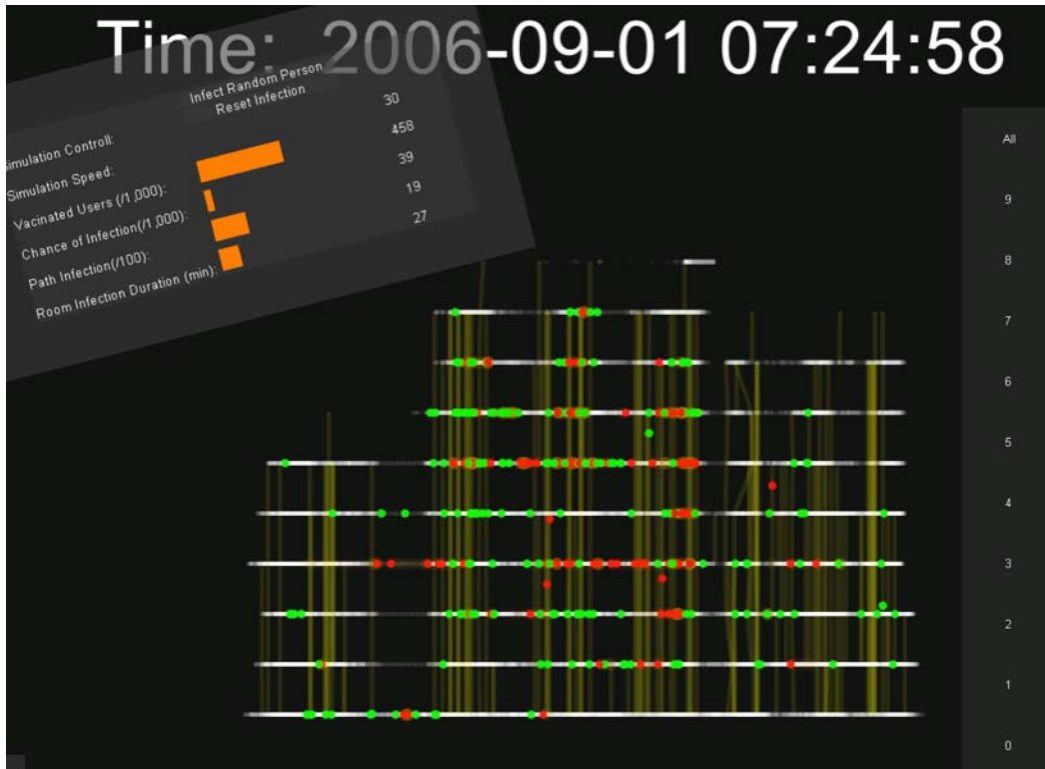 Time: 2006-09-01 07:24:58
Infect Random Person
Reset Infection
Simulation Controll:
Simulation Speed: 30
Vacinated Users (/1,000): 458
Chance of Infection(/1,000): 39
Path Infection(/100): 19
Room Infection Duration (min): 27
All
9
8
7
6
5
4
3
2
1
0